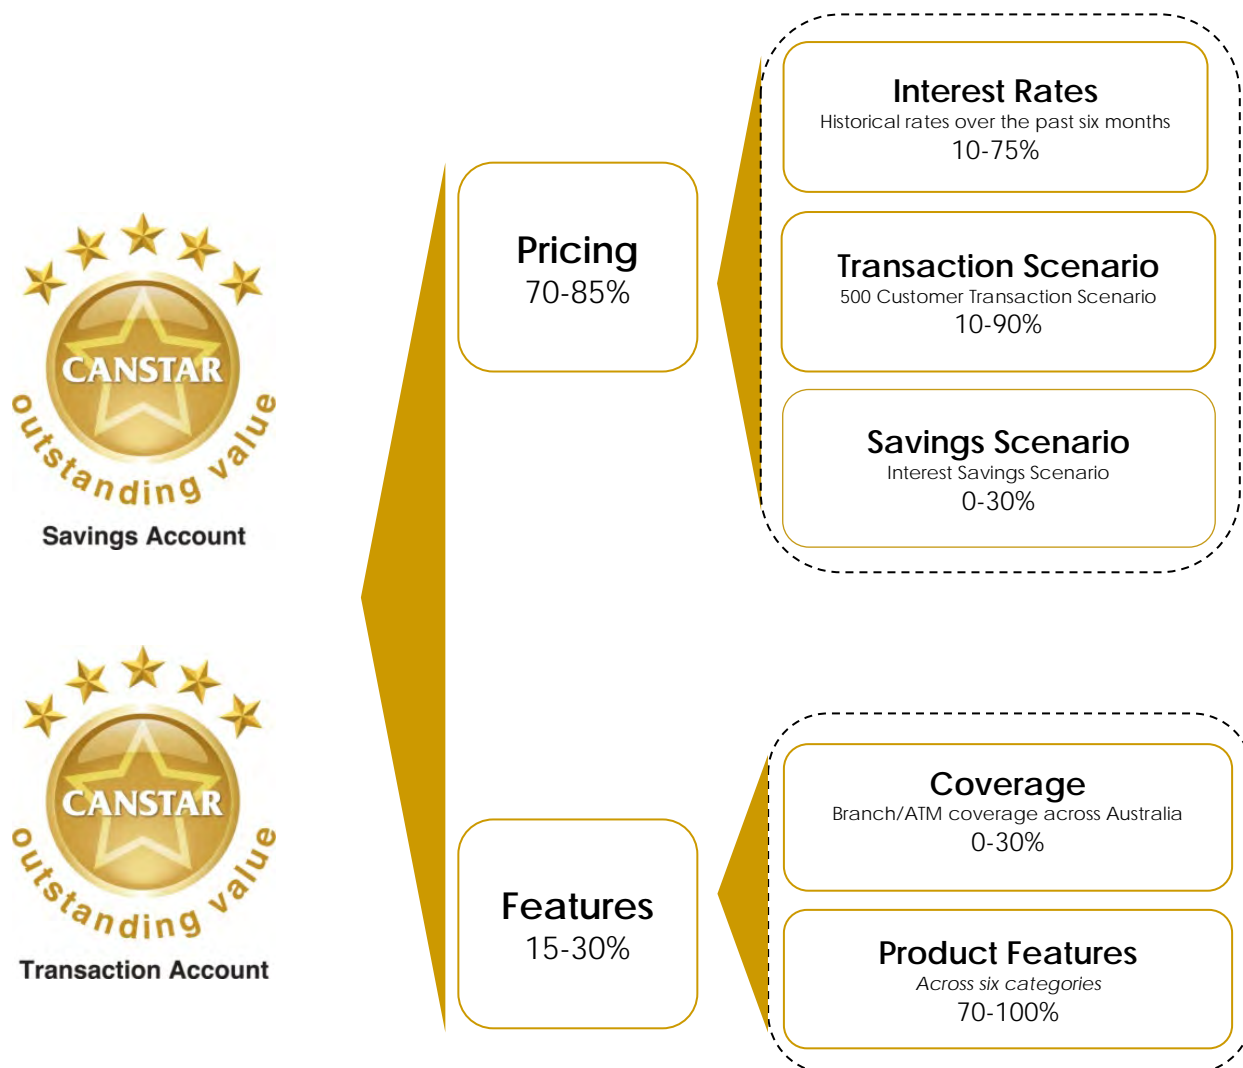 CANSTAR
outstanding value
Savings Account
CANSTAR
outstanding value
Transaction Account
Pricing
70-85%
Features
15-30%
Interest Rates
Historical rates over the past six months
10-75%
Transaction Scenario
500 Customer Transaction Scenario
10-90%
Savings Scenario
Interest Savings Scenario
0-30%
Coverage
Branch/ATM coverage across Australia
0-30%
Product Features
Across six categories
70-100%